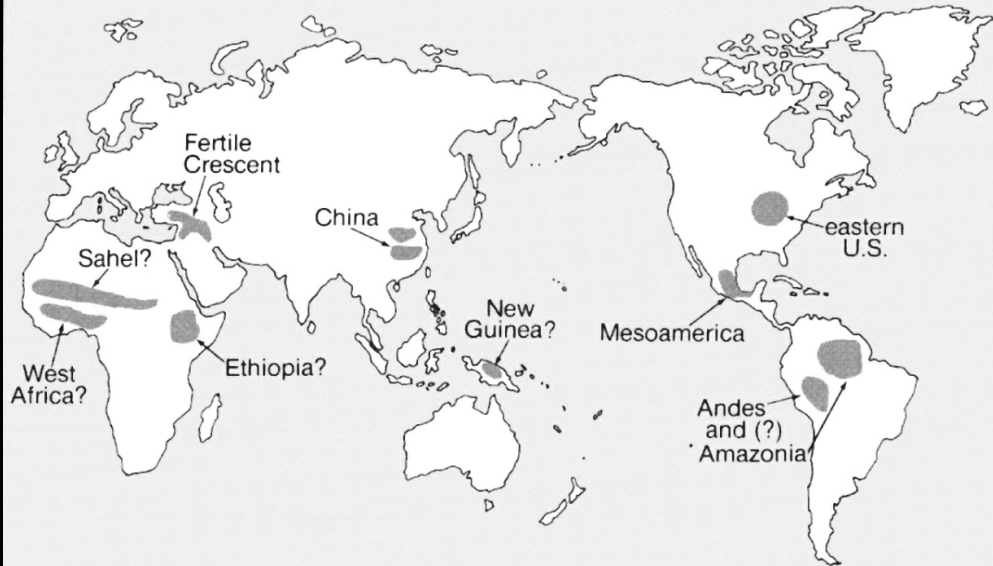 Fertile
Crescent
China
Sahel?
West
Africa?
Ethiopia?
New
Guinea?
eastern
U.S.
Mesoamerica
Andes
and (?)
Amazonia?